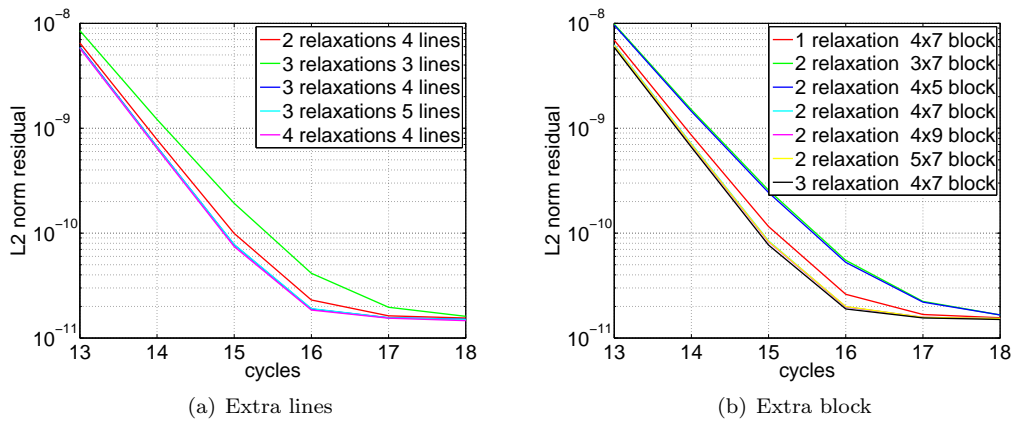 10⁻⁸
10⁻⁹
10⁻¹⁰
10⁻¹¹
L2 norm residual
2 relaxations 4 lines
3 relaxations 3 lines
3 relaxations 4 lines
3 relaxations 5 lines
4 relaxations 4 lines
13 14 15 16 17 18
cycles
(a) Extra lines
10⁻⁸
10⁻⁹
10⁻¹⁰
10⁻¹¹
L2 norm residual
1 relaxation 4x7 block
2 relaxation 3x7 block
2 relaxation 4x5 block
2 relaxation 4x7 block
2 relaxation 4x9 block
2 relaxation 5x7 block
3 relaxation 4x7 block
13 14 15 16 17 18
cycles
(b) Extra block